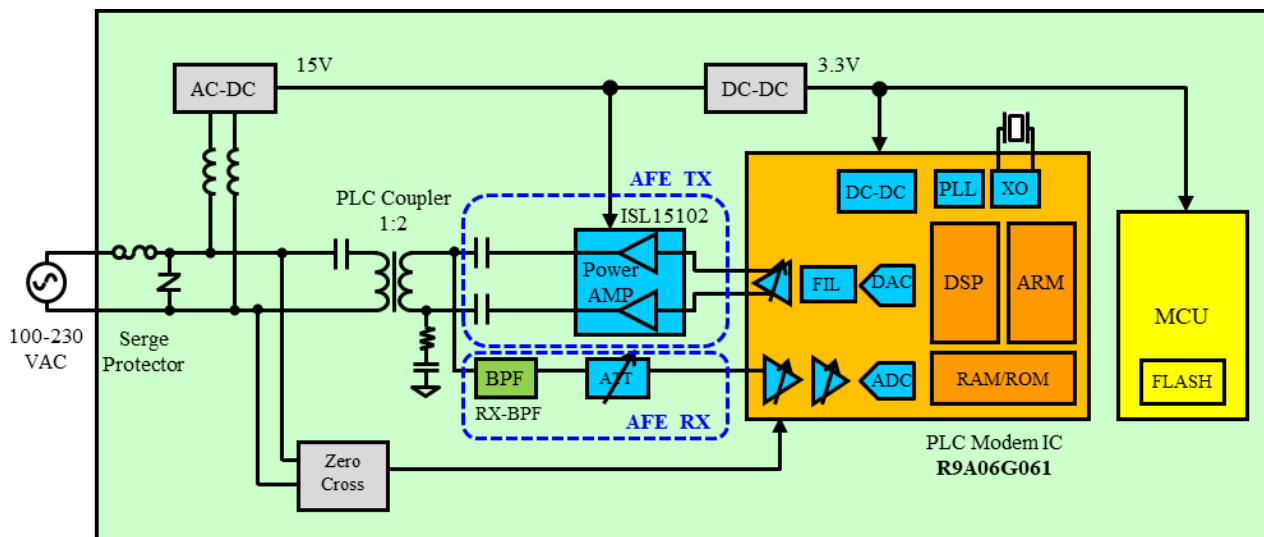 15V
3.3V
AC-DC
DC-DC
AFE TX
PLC Coupler
1:2
ISL15102
DC-DC
PLL
XO
Power
AMP
FIL
DAC
DSP
ARM
MCU
FLASH
100-230
VAC
Serge
Protector
BPF
RX-BPF
ATT
AFE RX
ADC
RAM/ROM
Zero
Cross
PLC Modem IC
R9A06G061